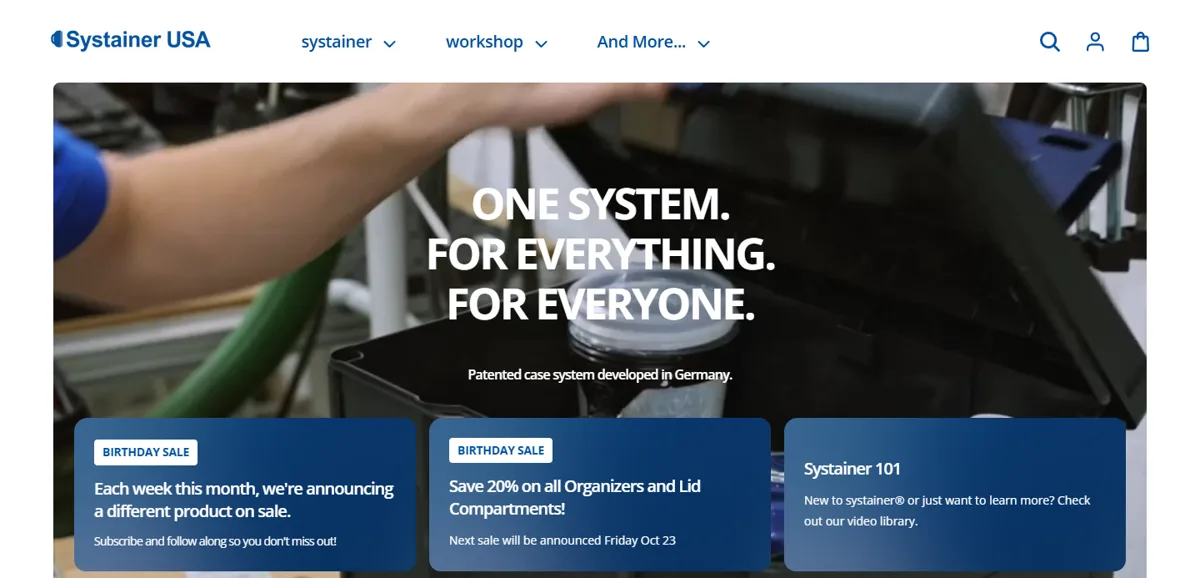 Systainer USA
systainer
workshop
And More...
ONE SYSTEM.
FOR EVERYTHING.
FOR EVERYONE.
Patented case system developed in Germany.
BIRTHDAY SALE
Each week this month, we're announcing
a different product on sale.
Subscribe and follow along so you don't miss out!
BIRTHDAY SALE
Save 20% on all Organizers and Lid
Compartments!
Next sale will be announced Friday Oct 23
Systainer 101
New to systainer® or just want to learn more? Check
out our video library.